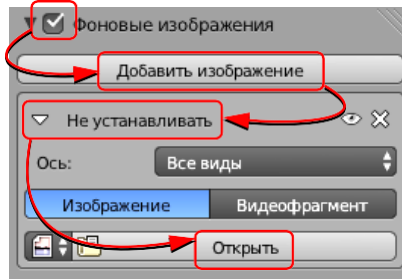 Фоновые изображения
Добавить изображение
Не устанавливать
Ось: Все виды
Изображение Видеофрагмент
Открыть